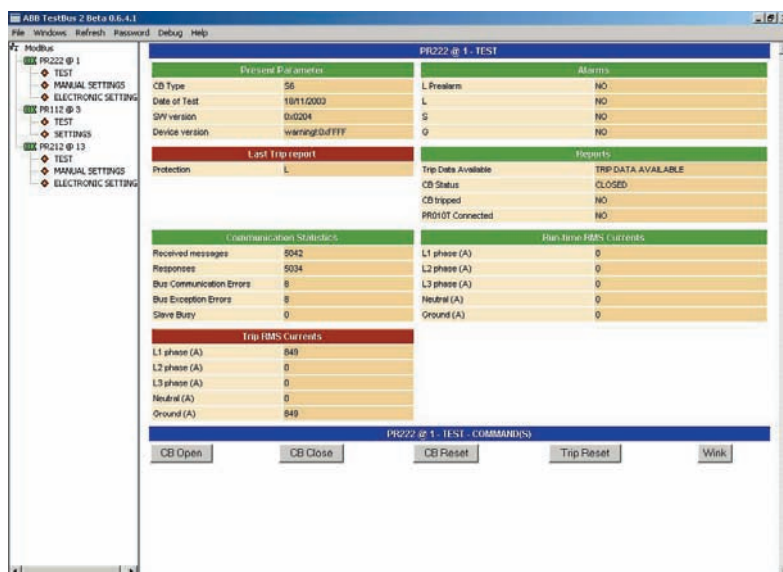 ABB TestBus 2 Beta 0.6.4.1
File Windows Refresh Password Debug Help
ModBus
PR222 @ 1
TEST
MANUAL SETTINGS
ELECTRONIC SETTING
PR112 @ 3
TEST
SETTINGS
PR212 @ 13
TEST
MANUAL SETTINGS
ELECTRONIC SETTING
PR222 @ 1 - TEST
Present Parameter
CB Type S6
Date of Test 10/11/2003
SW version 0x0204
Device version warning!:0xFFFF
Alarms
L Prealarm NO
L NO
S NO
G NO
Last Trip report
Protection L
Reports
Trip Data Available TRIP DATA AVAILABLE
CB Status CLOSED
CB tripped NO
PR010T Connected NO
Communication Statistics
Received messages 5042
Responses 5034
Bus Communication Errors 8
Bus Exception Errors 8
Slave Busy 0
Run-time RMS Currents
L1 phase (A) 0
L2 phase (A) 0
L3 phase (A) 0
Neutral (A) 0
Ground (A) 0
Trip RMS Currents
L1 phase (A) 849
L2 phase (A) 0
L3 phase (A) 0
Neutral (A) 0
Ground (A) 849
PR222 @ 1 - TEST - COMMAND(S)
CB Open CB Close CB Reset Trip Reset Wink